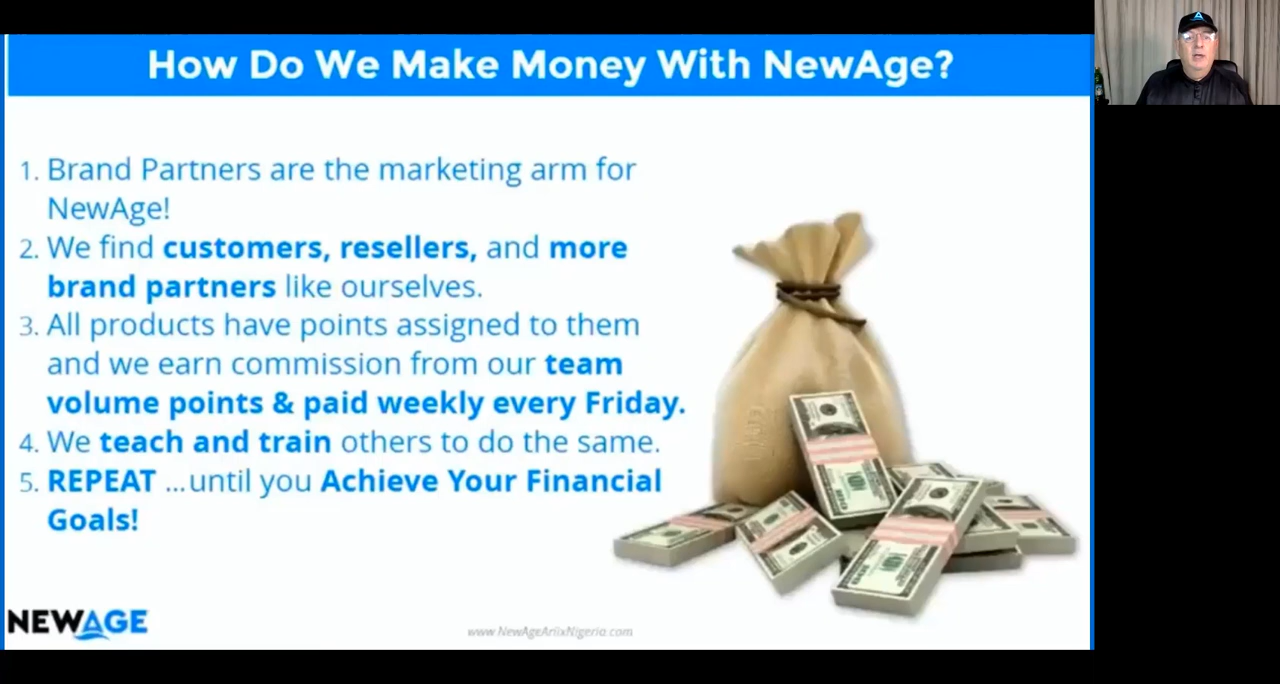 How Do We Make Money With NewAge?
1. Brand Partners are the marketing arm for
NewAge!
2. We find customers, resellers, and more
brand partners like ourselves.
3. All products have points assigned to them
and we earn commission from our team
volume points & paid weekly every Friday.
4. We teach and train others to do the same.
5. REPEAT ...until you Achieve Your Financial
Goals!
NEWAGE
www.NewAgeAriixNigeria.com